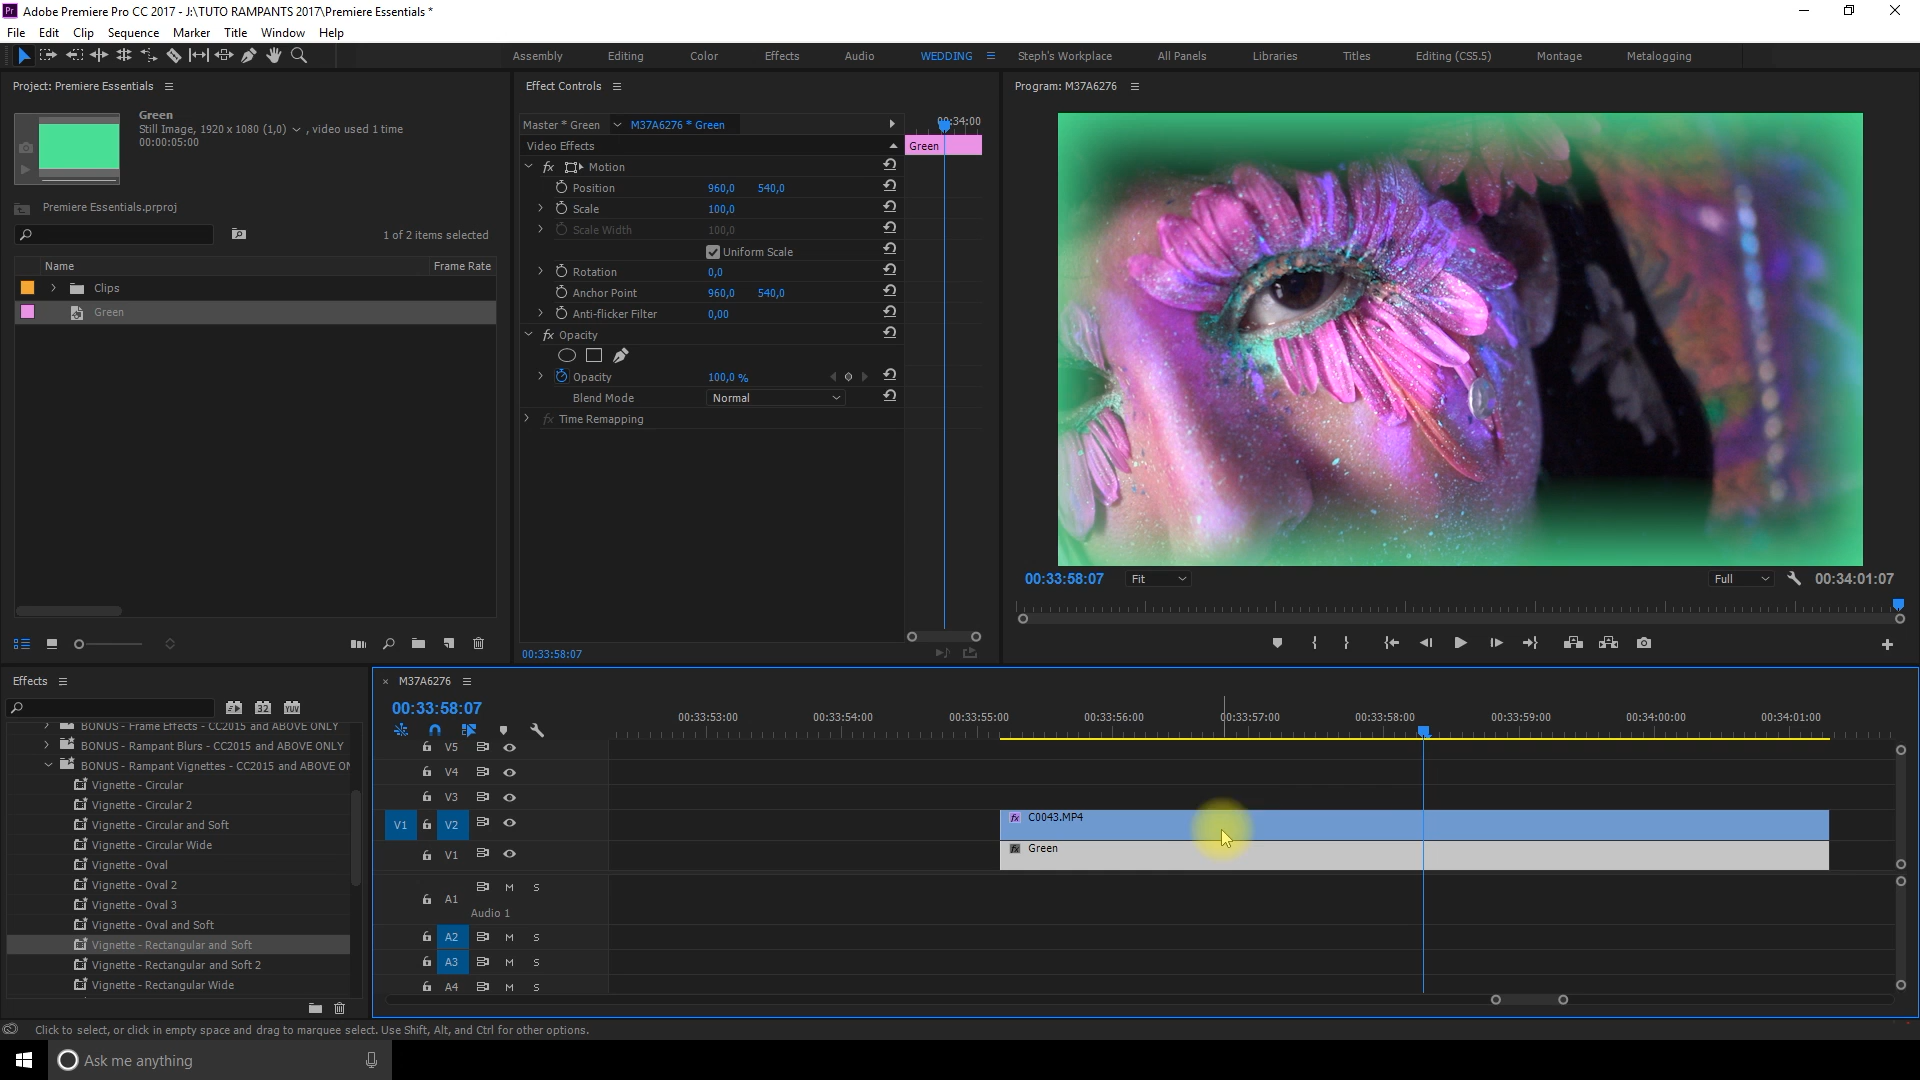 Pr Adobe Premiere Pro CC 2017 - J:\TUTO RAMPANTS 2017\Premiere Essentials *
File Edit Clip Sequence Marker Title Window Help
Assembly Editing Color Effects Audio WEDDING Steph's Workplace All Panels Libraries Titles Editing (CS5.5) Montage Metalogging
Project: Premiere Essentials
Green
Still Image, 1920 x 1080 (1,0) , video used 1 time
00:00:05:00
Premiere Essentials.prproj
1 of 2 items selected
Name Frame Rate
Clips
Green
Effect Controls
Master * Green M37A6276 * Green
00:34:00
Video Effects
Green
fx Motion
Position 960,0 540,0
Scale 100,0
Scale Width 100,0
Uniform Scale
Rotation 0,0
Anchor Point 960,0 540,0
Anti-flicker Filter 0,00
fx Opacity
Opacity 100,0 %
Blend Mode Normal
fx Time Remapping
00:33:58:07
Program: M37A6276
00:33:58:07 Fit Full 00:34:01:07
Effects
32 YUV
BONUS - Frame Effects - CC2015 and ABOVE ONLY
BONUS - Rampant Blurs - CC2015 and ABOVE ONLY
BONUS - Rampant Vignettes - CC2015 and ABOVE ON
Vignette - Circular
Vignette - Circular 2
Vignette - Circular and Soft
Vignette - Circular Wide
Vignette - Oval
Vignette - Oval 2
Vignette - Oval 3
Vignette - Oval and Soft
Vignette - Rectangular and Soft
Vignette - Rectangular and Soft 2
Vignette - Rectangular Wide
× M37A6276
00:33:58:07
00:33:53:00 00:33:54:00 00:33:55:00 00:33:56:00 00:33:57:00 00:33:58:00 00:33:59:00 00:34:00:00 00:34:01:00
V5
V4
V3
V1 V2 fx C0043.MP4
V1 fx Green
A1 M S
Audio 1
A2 M S
A3 M S
A4 M S
Click to select, or click in empty space and drag to marquee select. Use Shift, Alt, and Ctrl for other options.
Ask me anything